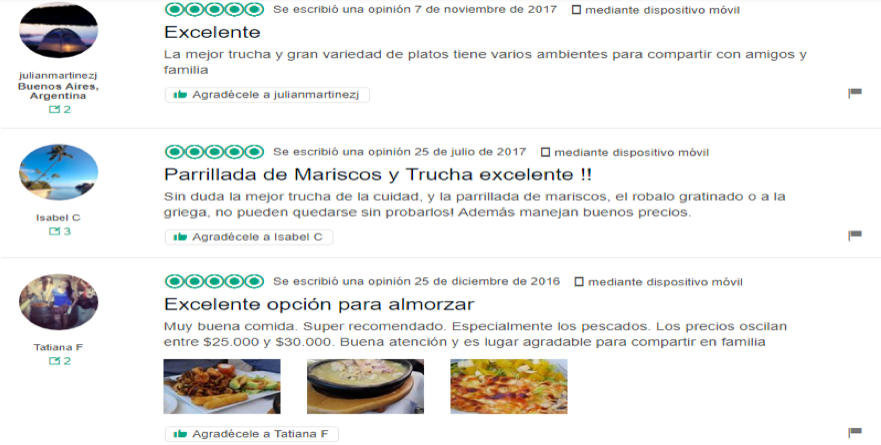 Se escribió una opinión 7 de noviembre de 2017 mediante dispositivo móvil
Excelente
La mejor trucha y gran variedad de platos tiene varios ambientes para compartir con amigos y
familia
julianmartinezj
Buenos Aires,
Argentina
2
Agradécele a julianmartinezj
Se escribió una opinión 25 de julio de 2017 mediante dispositivo móvil
Parrillada de Mariscos y Trucha excelente !!
Sin duda la mejor trucha de la cuidad, y la parrillada de mariscos, el robalo gratinado o a la
griega, no pueden quedarse sin probarlos! Además manejan buenos precios.
Isabel C
3
Agradécele a Isabel C
Se escribió una opinión 25 de diciembre de 2016 mediante dispositivo móvil
Excelente opción para almorzar
Muy buena comida. Super recomendado. Especialmente los pescados. Los precios oscilan
entre $25.000 y $30.000. Buena atención y es lugar agradable para compartir en familia
Tatiana F
2
Agradécele a Tatiana F